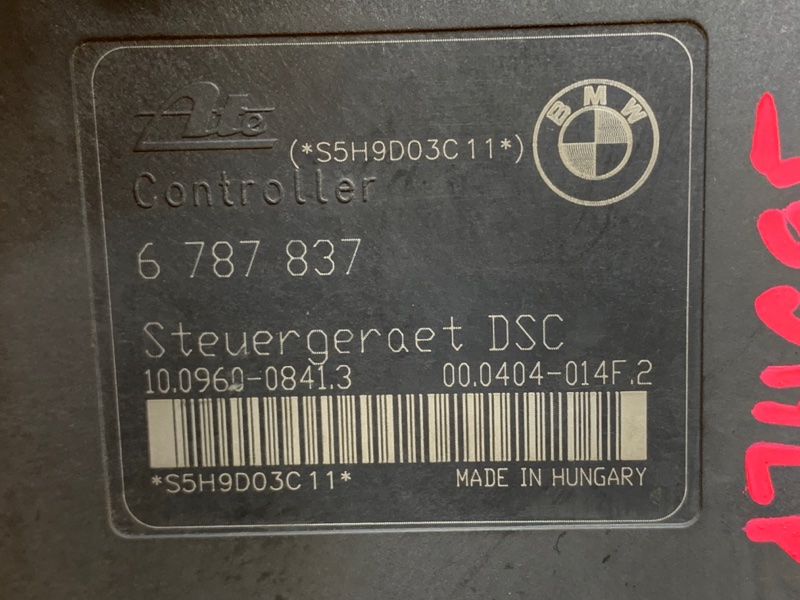 Ate
(*S5H9D03C11*)
BMW
Controller
6 787 837
Steuergeraet DSC
10.0960-0841.3
00.0404-014F.2
*S5H9D03C11*
MADE IN HUNGARY